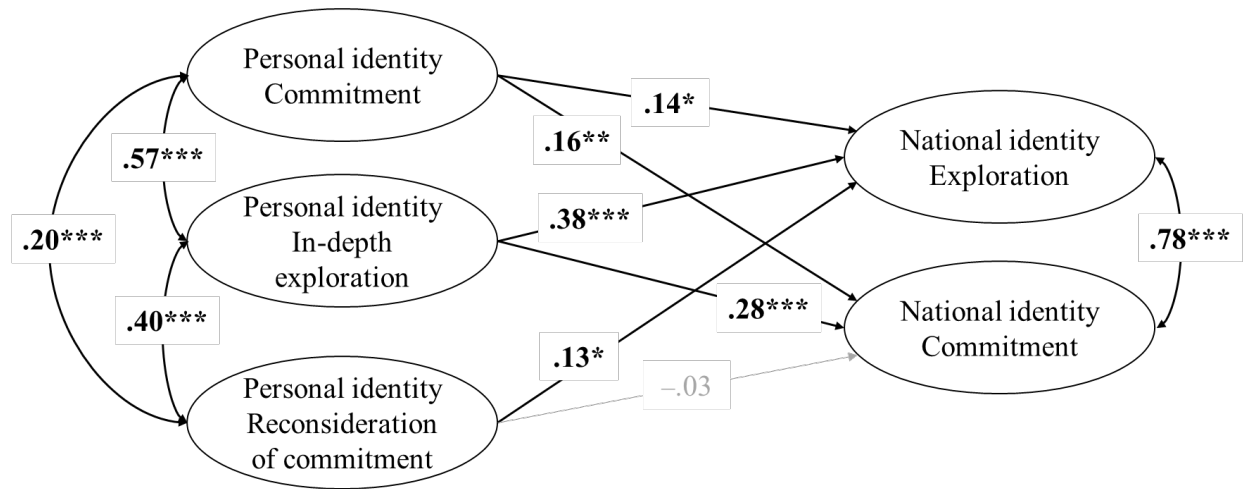 Personal identity
Commitment
.14*
.57***
.16**
National identity
Exploration
Personal identity
In-depth
exploration
.38***
.20***
.78***
.40***
.28***
National identity
Commitment
.13*
–.03
Personal identity
Reconsideration
of commitment